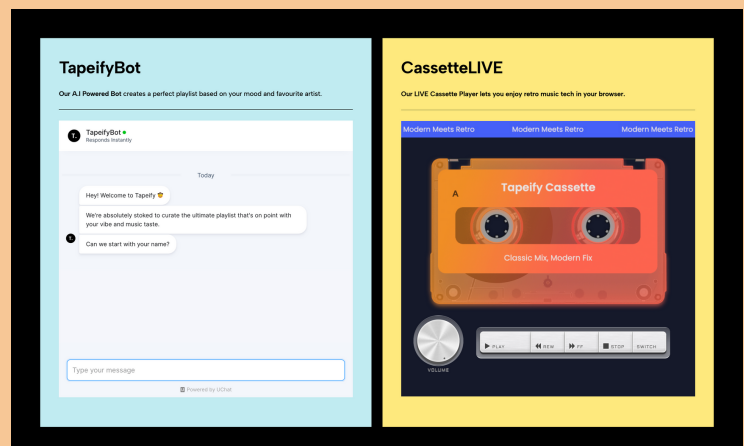 TapeifyBot
Our A.I Powered Bot creates a perfect playlist based on your mood and favourite artist.
T.
TapeifyBot
Responds Instantly
Today
Hey! Welcome to Tapeify 🤠
We're absolutely stoked to curate the ultimate playlist that's on point with
your vibe and music taste.
T.
Can we start with your name?
Type your message
Powered by UChat
CassetteLIVE
Our LIVE Cassette Player lets you enjoy retro music tech in your browser.
Modern Meets Retro Modern Meets Retro Modern Meets Retro
A
Tapeify Cassette
Classic Mix, Modern Fix
VOLUME
PLAY REW FF STOP SWITCH